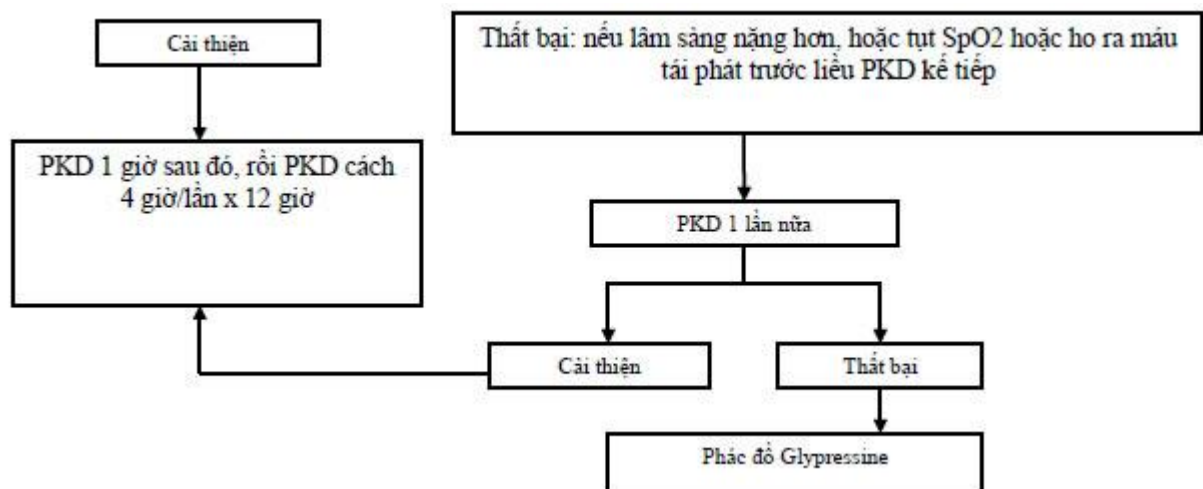 Cải thiện
Thất bại: nếu lâm sàng nặng hơn, hoặc tụt SpO2 hoặc ho ra máu
tái phát trước liều PKD kế tiếp
PKD 1 giờ sau đó, rồi PKD cách
4 giờ/lần x 12 giờ
PKD 1 lần nữa
Cải thiện
Thất bại
Phác đồ Glypressine